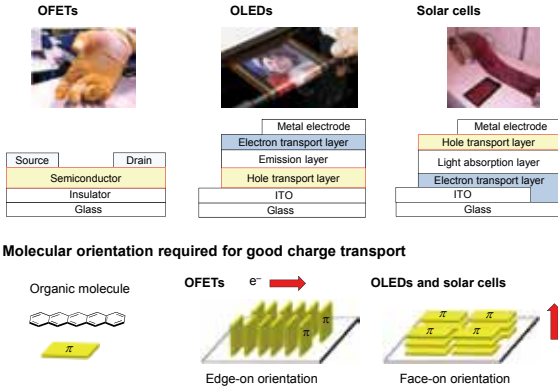 OFETs
OLEDs
Solar cells
Source
Drain
Semiconductor
Insulator
Glass
Metal electrode
Electron transport layer
Emission layer
Hole transport layer
ITO
Glass
Metal electrode
Hole transport layer
Light absorption layer
Electron transport layer
ITO
Glass
Molecular orientation required for good charge transport
Organic molecule
π
OFETs e⁻
π π
Edge-on orientation
OLEDs and solar cells
π π
π π
Face-on orientation